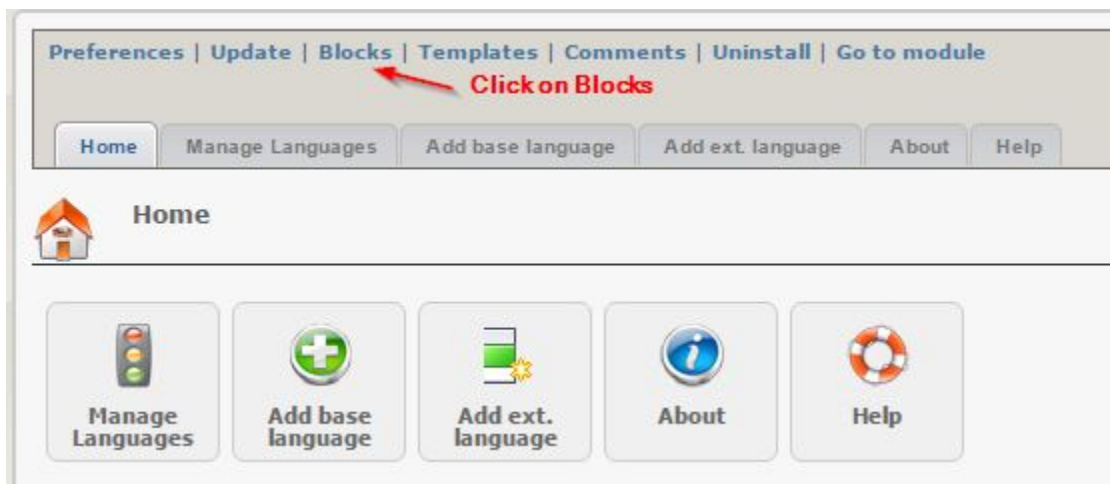 Preferences | Update | Blocks | Templates | Comments | Uninstall | Go to module
Click on Blocks
Home Manage Languages Add base language Add ext. language About Help
Home
Manage Languages
Add base language
Add ext. language
About
Help